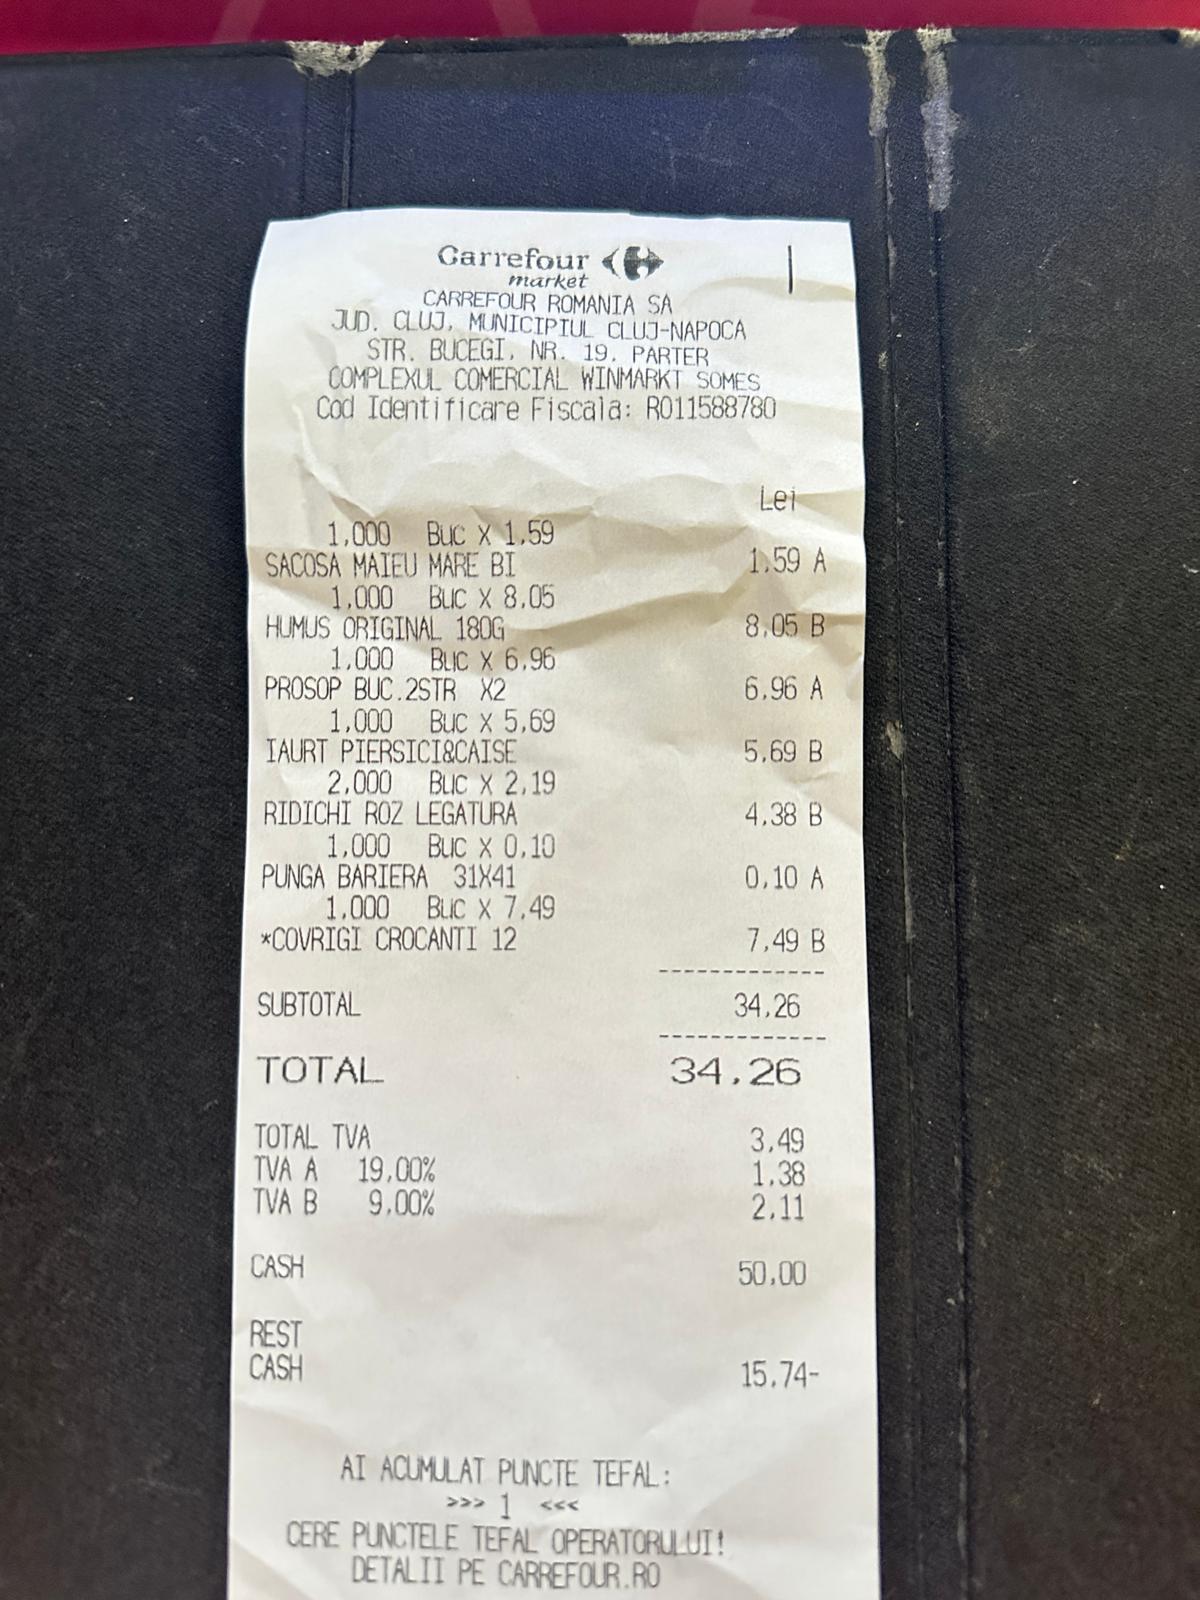 Carrefour
market
CARREFOUR ROMANIA SA
JUD. CLUJ, MUNICIPIUL CLUJ-NAPOCA
STR. BUCEGI, NR. 19, PARTER
COMPLEXUL COMERCIAL WINMARKT SOMES
Cod Identificare Fiscala: RO11588780
Lei
1,000 Buc X 1,59
SACOSA MAIEU MARE BI 1,59 A
1,000 Buc X 8,05
HUMUS ORIGINAL 180G 8,05 B
1,000 Buc X 6,96
PROSOP BUC.2STR X2 6,96 A
1,000 Buc X 5,69
IAURT PIERSICI&CAISE 5,69 B
2,000 Buc X 2,19
RIDICHI ROZ LEGATURA 4,38 B
1,000 Buc X 0,10
PUNGA BARIERA 31X41 0,10 A
1,000 Buc X 7,49
*COVRIGI CROCANTI 12 7,49 B
-------------
SUBTOTAL 34,26
-------------
TOTAL 34,26
TOTAL TVA 3,49
TVA A 19,00% 1,38
TVA B 9,00% 2,11
CASH 50,00
REST
CASH 15,74-
AI ACUMULAT PUNCTE TEFAL:
>>> 1 <<<
CERE PUNCTELE TEFAL OPERATORULUI!
DETALII PE CARREFOUR.RO